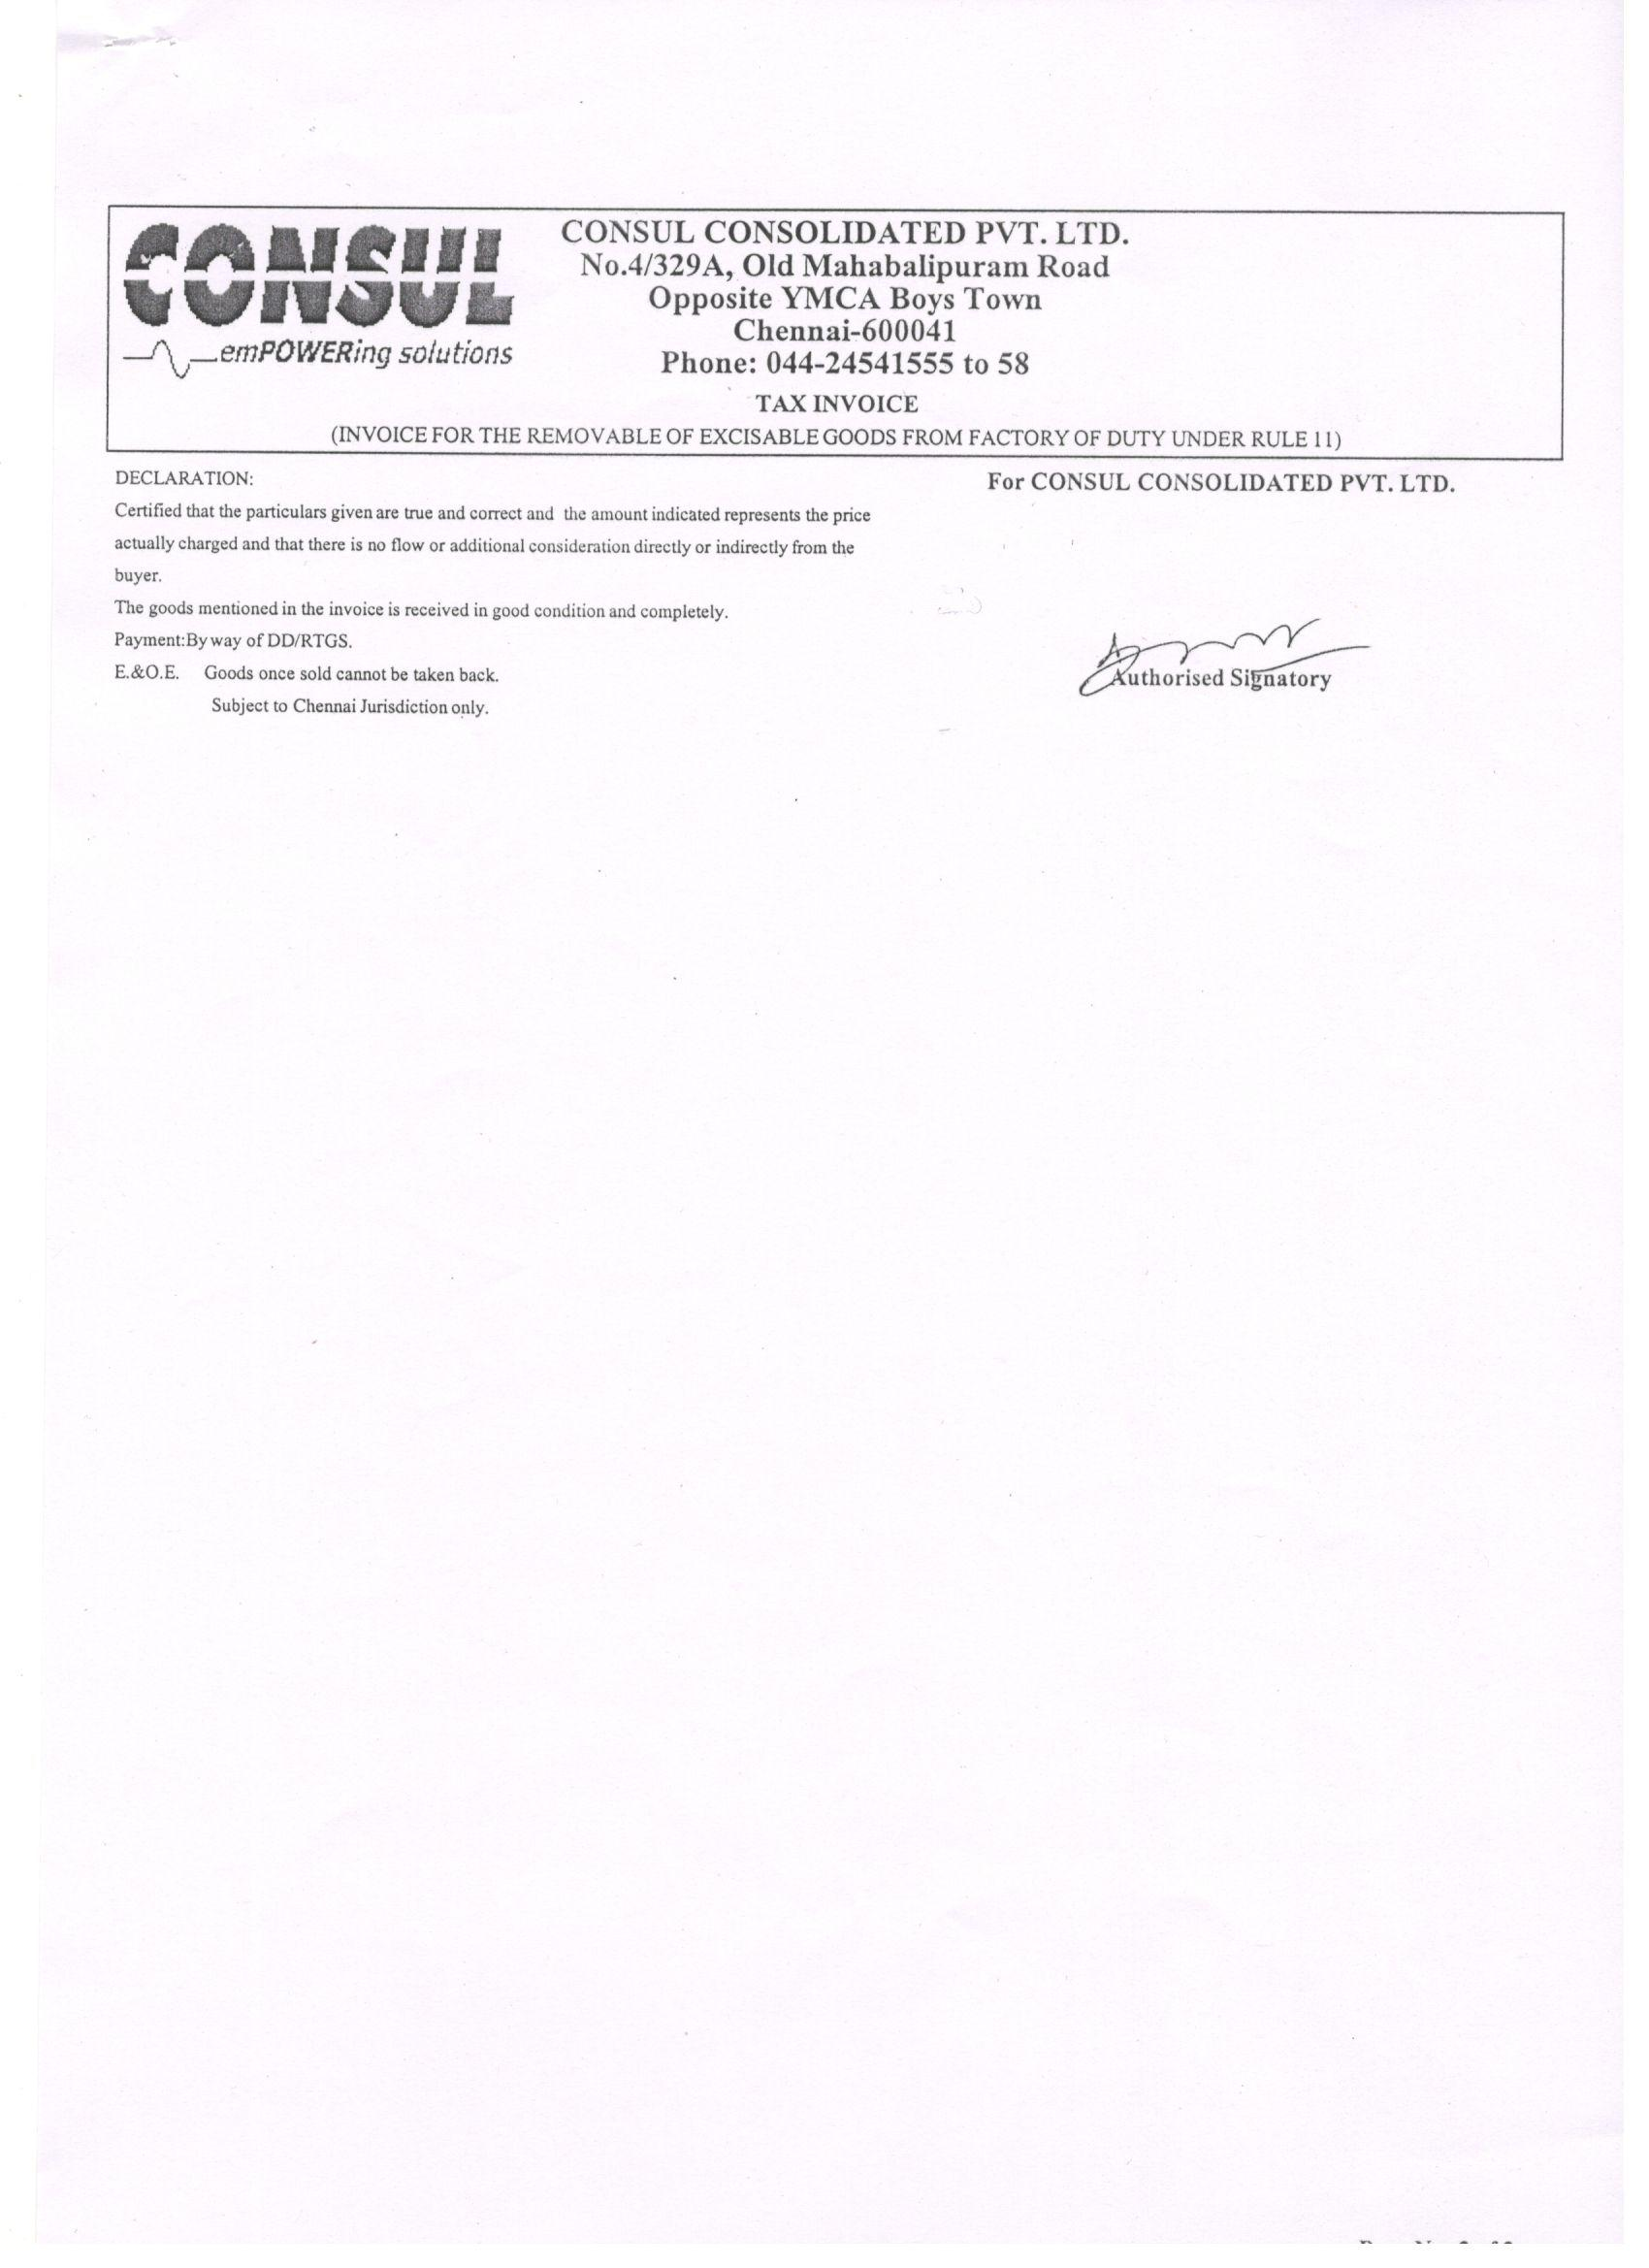 CONSUL
emPOWERing solutions
CONSUL CONSOLIDATED PVT. LTD.
No.4/329A, Old Mahabalipuram Road
Opposite YMCA Boys Town
Chennai-600041
Phone: 044-24541555 to 58
TAX INVOICE
(INVOICE FOR THE REMOVABLE OF EXCISABLE GOODS FROM FACTORY OF DUTY UNDER RULE 11)
DECLARATION:
Certified that the particulars given are true and correct and the amount indicated represents the price
actually charged and that there is no flow or additional consideration directly or indirectly from the
buyer.
The goods mentioned in the invoice is received in good condition and completely.
Payment:By way of DD/RTGS.
E.&O.E. Goods once sold cannot be taken back.
Subject to Chennai Jurisdiction only.
For CONSUL CONSOLIDATED PVT. LTD.
Authorised Signatory